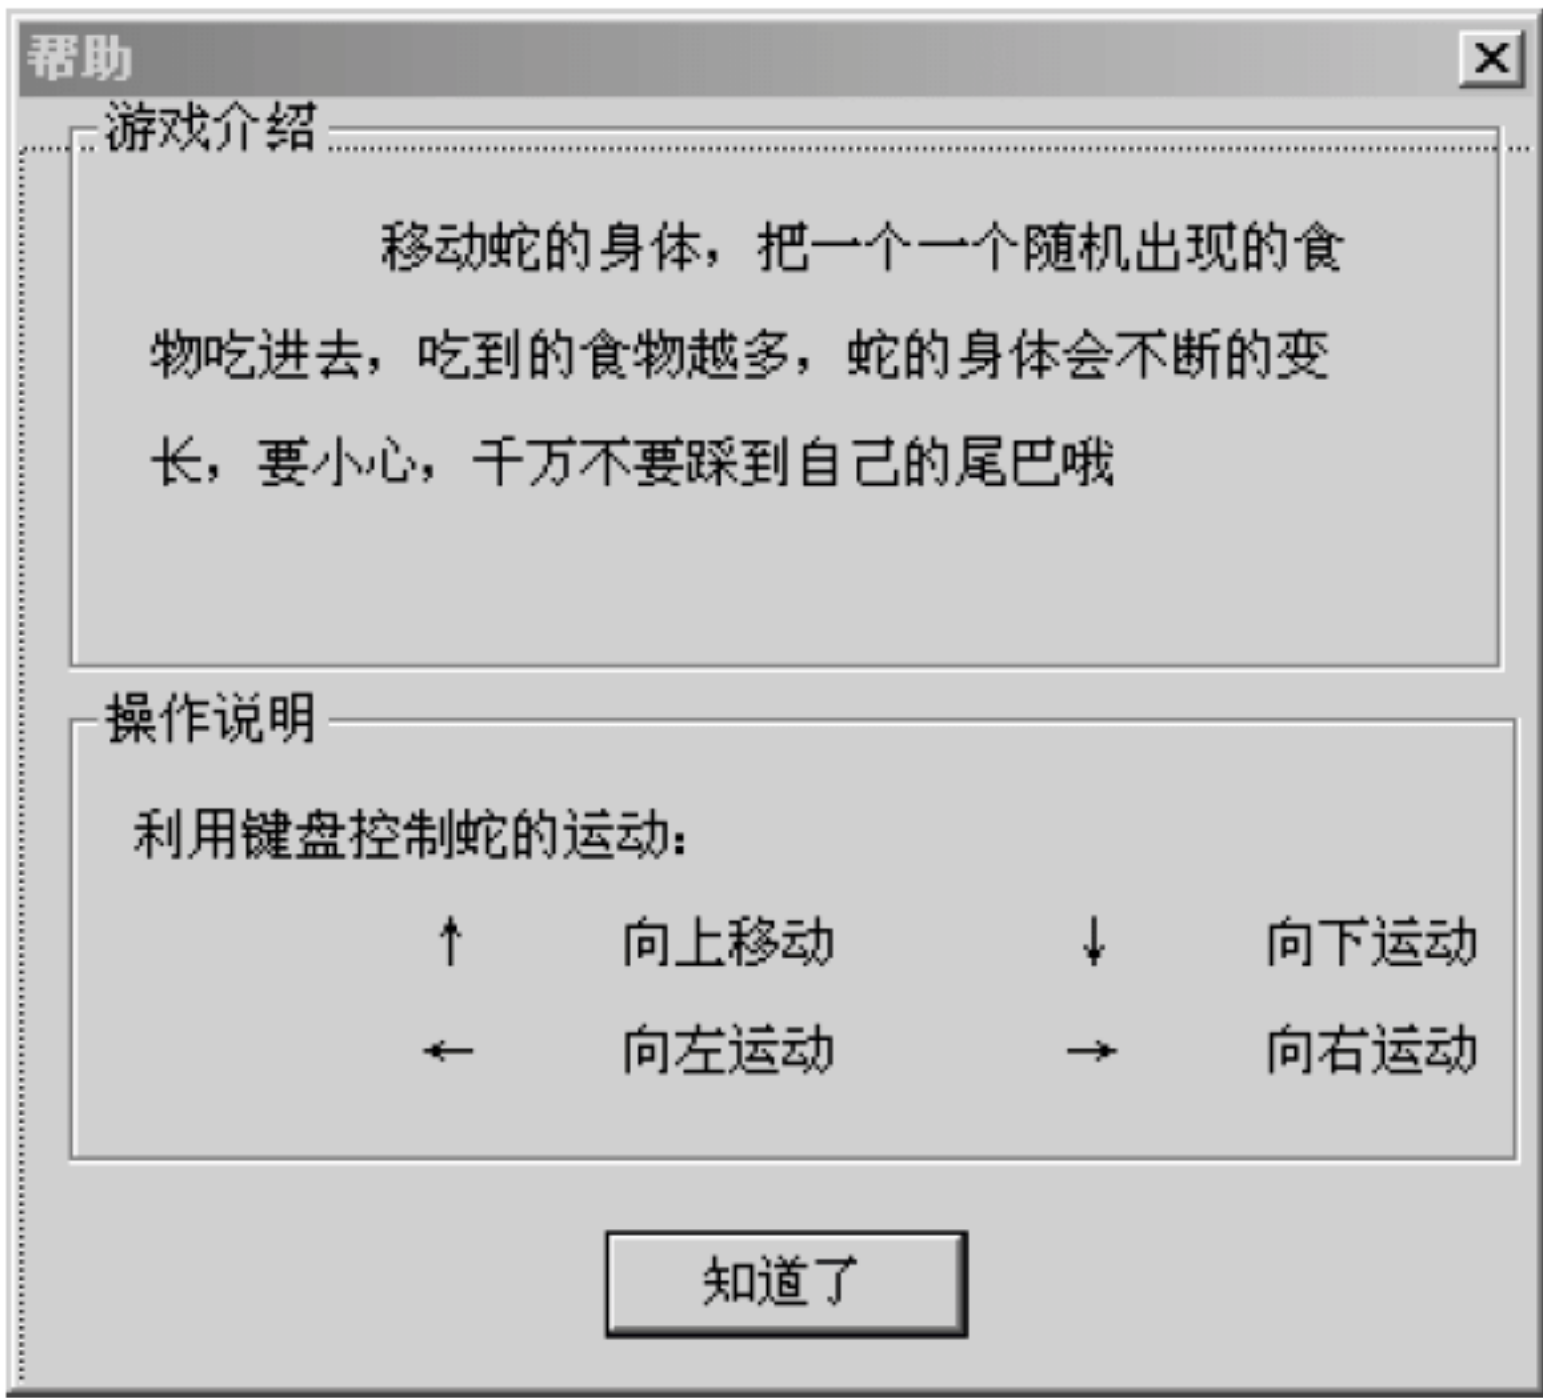 帮助
游戏介绍
移动蛇的身体，把一个一个随机出现的食
物吃进去，吃到的食物越多，蛇的身体会不断的变
长，要小心，千万不要踩到自己的尾巴哦
操作说明
利用键盘控制蛇的运动：
↑ 向上移动 ↓ 向下运动
← 向左运动 → 向右运动
知道了